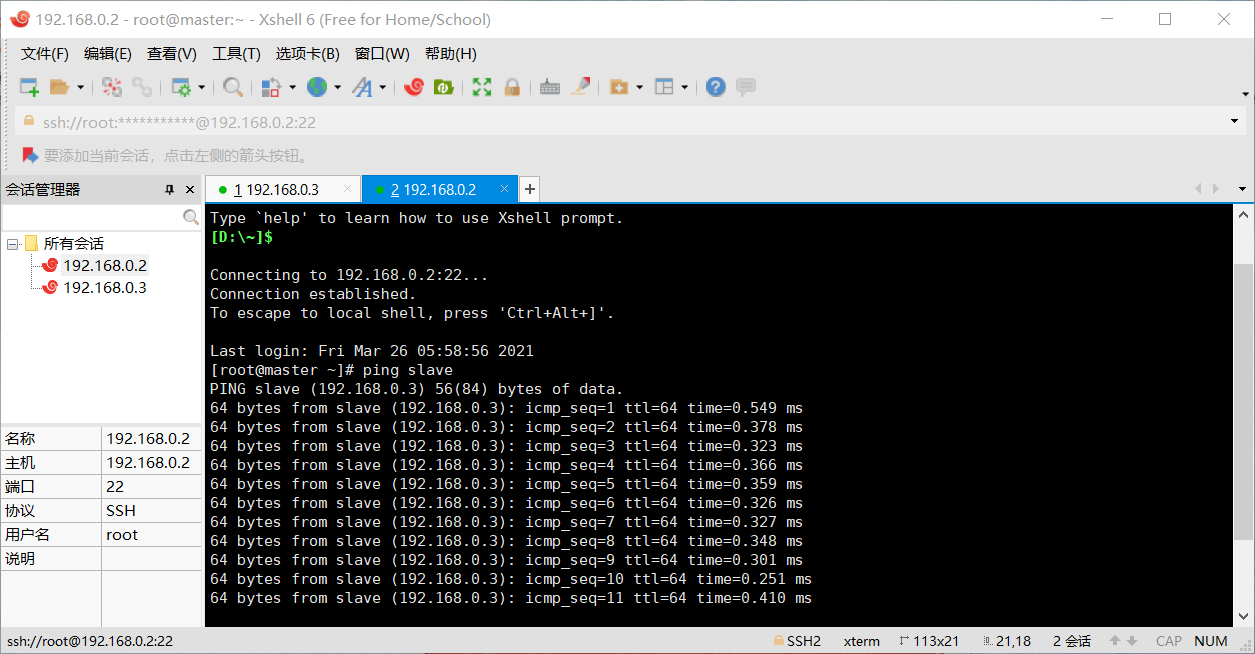 192.168.0.2 - root@master:~ - Xshell 6 (Free for Home/School)
文件(F) 编辑(E) 查看(V) 工具(T) 选项卡(B) 窗口(W) 帮助(H)
ssh://root:***********@192.168.0.2:22
要添加当前会话，点击左侧的箭头按钮。
会话管理器
1 192.168.0.3
2 192.168.0.2
所有会话
192.168.0.2
192.168.0.3
名称 192.168.0.2
主机 192.168.0.2
端口 22
协议 SSH
用户名 root
说明
Type `help' to learn how to use Xshell prompt.
[D:\~]$
Connecting to 192.168.0.2:22...
Connection established.
To escape to local shell, press 'Ctrl+Alt+]'.
Last login: Fri Mar 26 05:58:56 2021
[root@master ~]# ping slave
PING slave (192.168.0.3) 56(84) bytes of data.
64 bytes from slave (192.168.0.3): icmp_seq=1 ttl=64 time=0.549 ms
64 bytes from slave (192.168.0.3): icmp_seq=2 ttl=64 time=0.378 ms
64 bytes from slave (192.168.0.3): icmp_seq=3 ttl=64 time=0.323 ms
64 bytes from slave (192.168.0.3): icmp_seq=4 ttl=64 time=0.366 ms
64 bytes from slave (192.168.0.3): icmp_seq=5 ttl=64 time=0.359 ms
64 bytes from slave (192.168.0.3): icmp_seq=6 ttl=64 time=0.326 ms
64 bytes from slave (192.168.0.3): icmp_seq=7 ttl=64 time=0.327 ms
64 bytes from slave (192.168.0.3): icmp_seq=8 ttl=64 time=0.348 ms
64 bytes from slave (192.168.0.3): icmp_seq=9 ttl=64 time=0.301 ms
64 bytes from slave (192.168.0.3): icmp_seq=10 ttl=64 time=0.251 ms
64 bytes from slave (192.168.0.3): icmp_seq=11 ttl=64 time=0.410 ms
ssh://root@192.168.0.2:22 SSH2 xterm 113x21 21,18 2 会话 CAP NUM